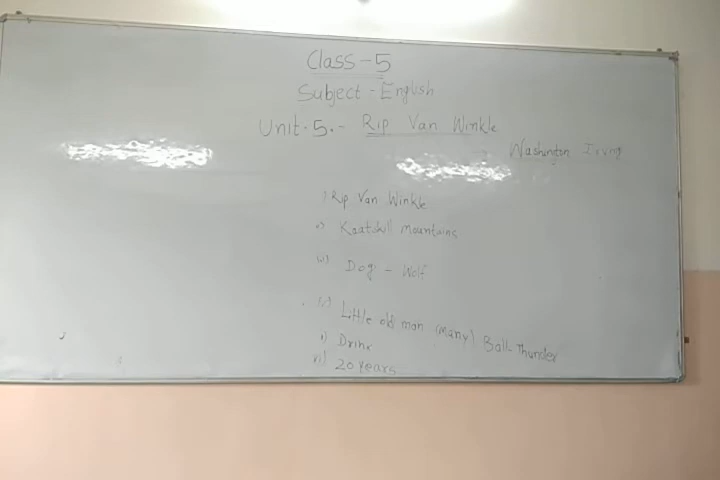 Class - 5
Subject - English
Unit - 5. - Rip Van Winkle
Washington Irving
i) Rip Van Winkle
ii) Kaatskill Mountains
iii) Dog - Wolf
iv) Little old man (many) Ball - Thunder
v) Drink
vi) 20 years